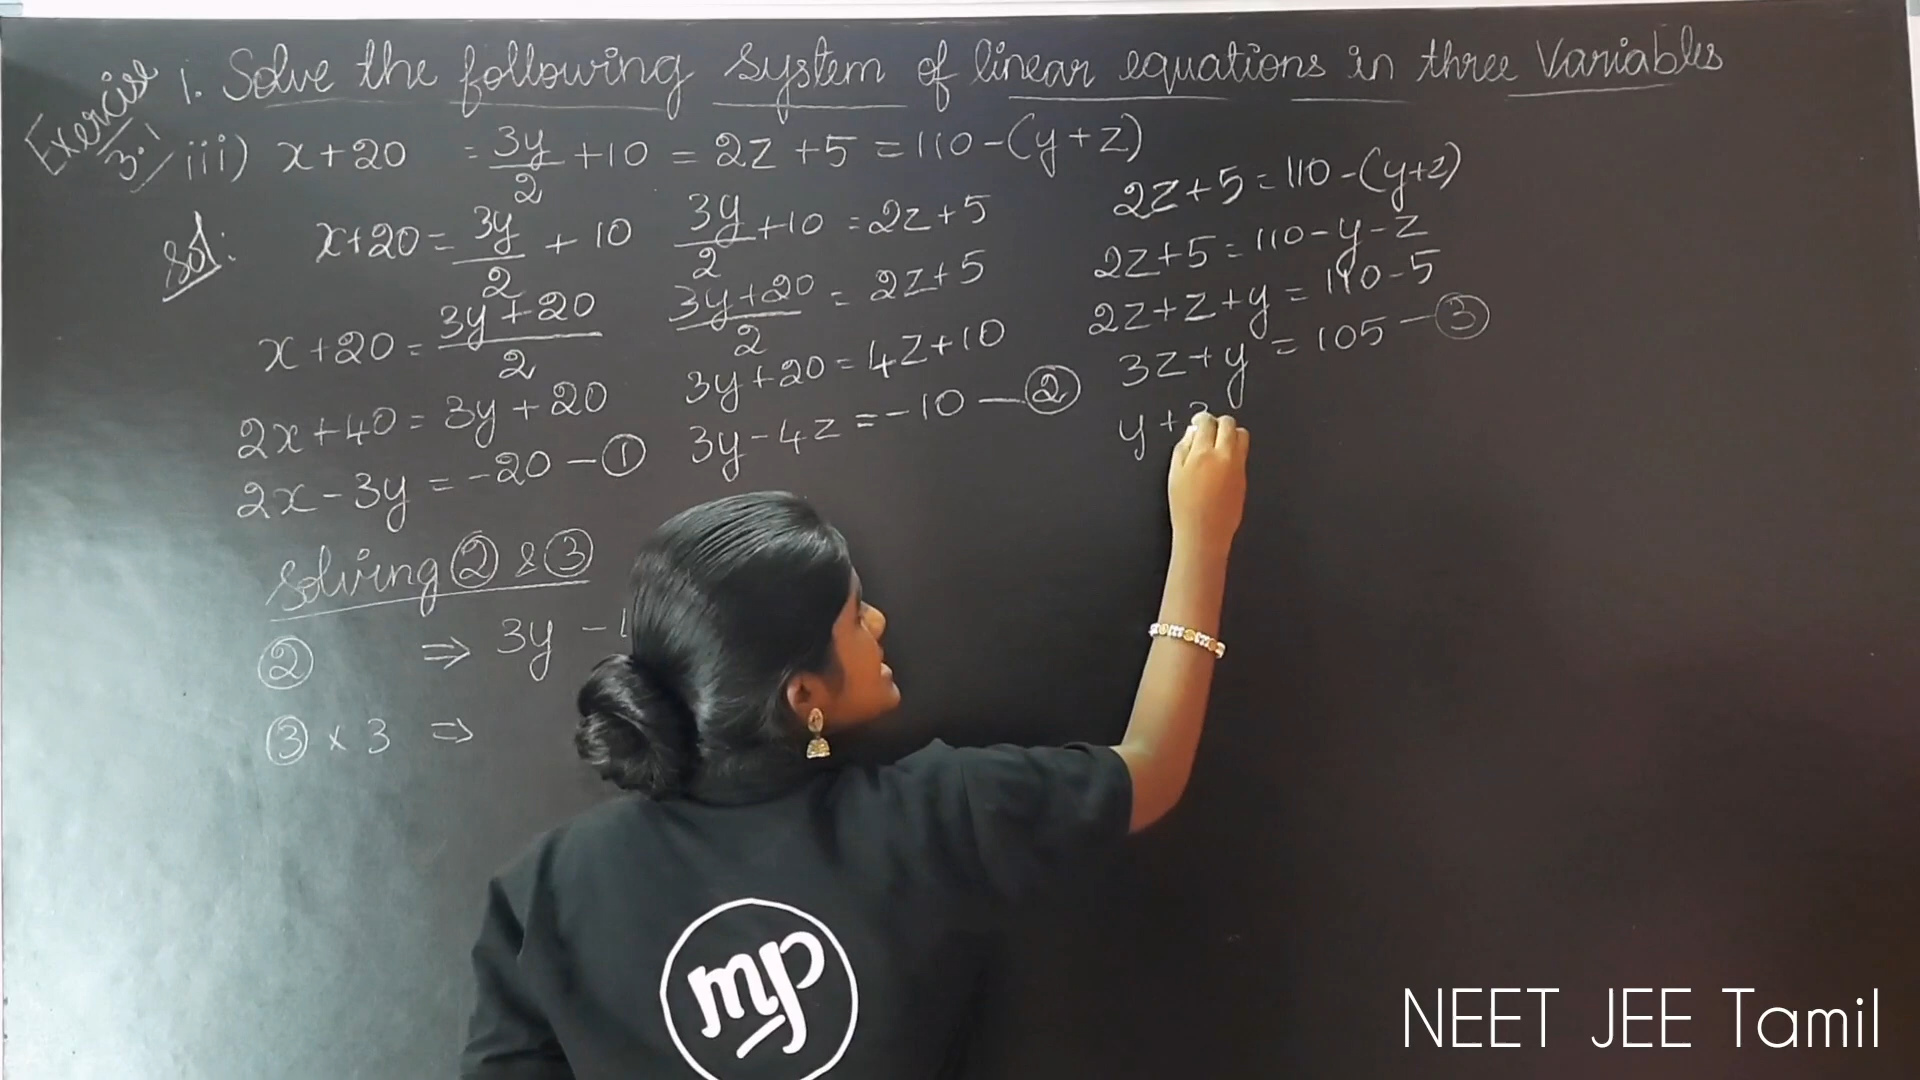 Exercise 3.1
1. Solve the following system of linear equations in three Variables
iii) x+20 = 3y/2 +10 = 2z+5 = 110-(y+z)
Sol:
x+20 = 3y/2 + 10
x+20 = 3y+20/2
2x+40 = 3y+20
2x-3y = -20 — ①
3y/2 +10 = 2z+5
3y+20/2 = 2z+5
3y+20 = 4z+10
3y-4z = -10 — ②
2z+5 = 110-(y+z)
2z+5 = 110-y-z
2z+z+y = 110-5
3z+y = 105 — ③
y+
Solving ② & ③
② ⇒ 3y -
③ × 3 ⇒
mp
NEET JEE Tamil